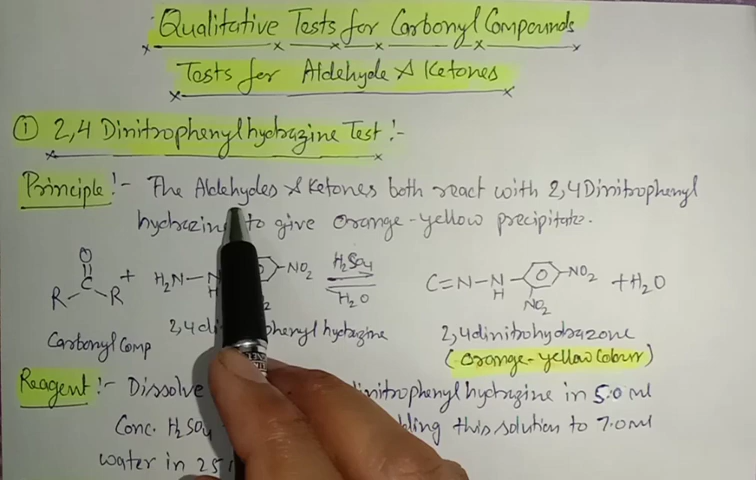 Qualitative Tests for Carbonyl Compounds
Tests for Aldehyde & Ketones
① 2,4 Dinitrophenylhydrazine Test :-
Principle :- The Aldehydes & Ketones both react with 2,4 Dinitrophenyl
hydrazin to give orange-yellow precipitate.
O
R C R + H₂N-N H NO₂ H₂SO₄ H₂O C=N-N H NO₂ NO₂ + H₂O
Carbonyl Comp 2,4 di phenyl hydrazine 2,4 dinitrohydrazone
(orange-yellow Colour)
Reagent :- Dissolve dinitrophenyl hydrazine in 5.0 ml
Conc. H₂SO₄ this solution to 7.0 ml
water in 25